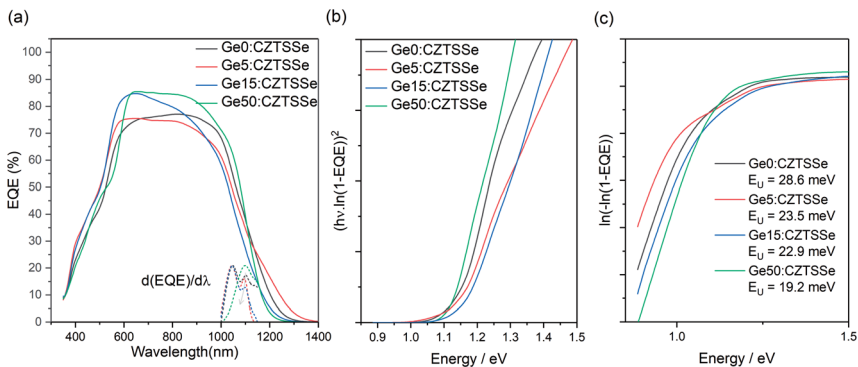 (a)
Ge0:CZTSSe
Ge5:CZTSSe
Ge15:CZTSSe
Ge50:CZTSSe
100
90
80
70
60
50
40
30
20
10
0
EQE (%)
d(EQE)/dλ
400 600 800 1000 1200 1400
Wavelength(nm)
(b)
Ge0:CZTSSe
Ge5:CZTSSe
Ge15:CZTSSe
Ge50:CZTSSe
(hν.ln(1-EQE))²
0.9 1.0 1.1 1.2 1.3 1.4 1.5
Energy / eV
(c)
ln(-ln(1-EQE))
Ge0:CZTSSe
E_U = 28.6 meV
Ge5:CZTSSe
E_U = 23.5 meV
Ge15:CZTSSe
E_U = 22.9 meV
Ge50:CZTSSe
E_U = 19.2 meV
1.0 1.5
Energy / eV